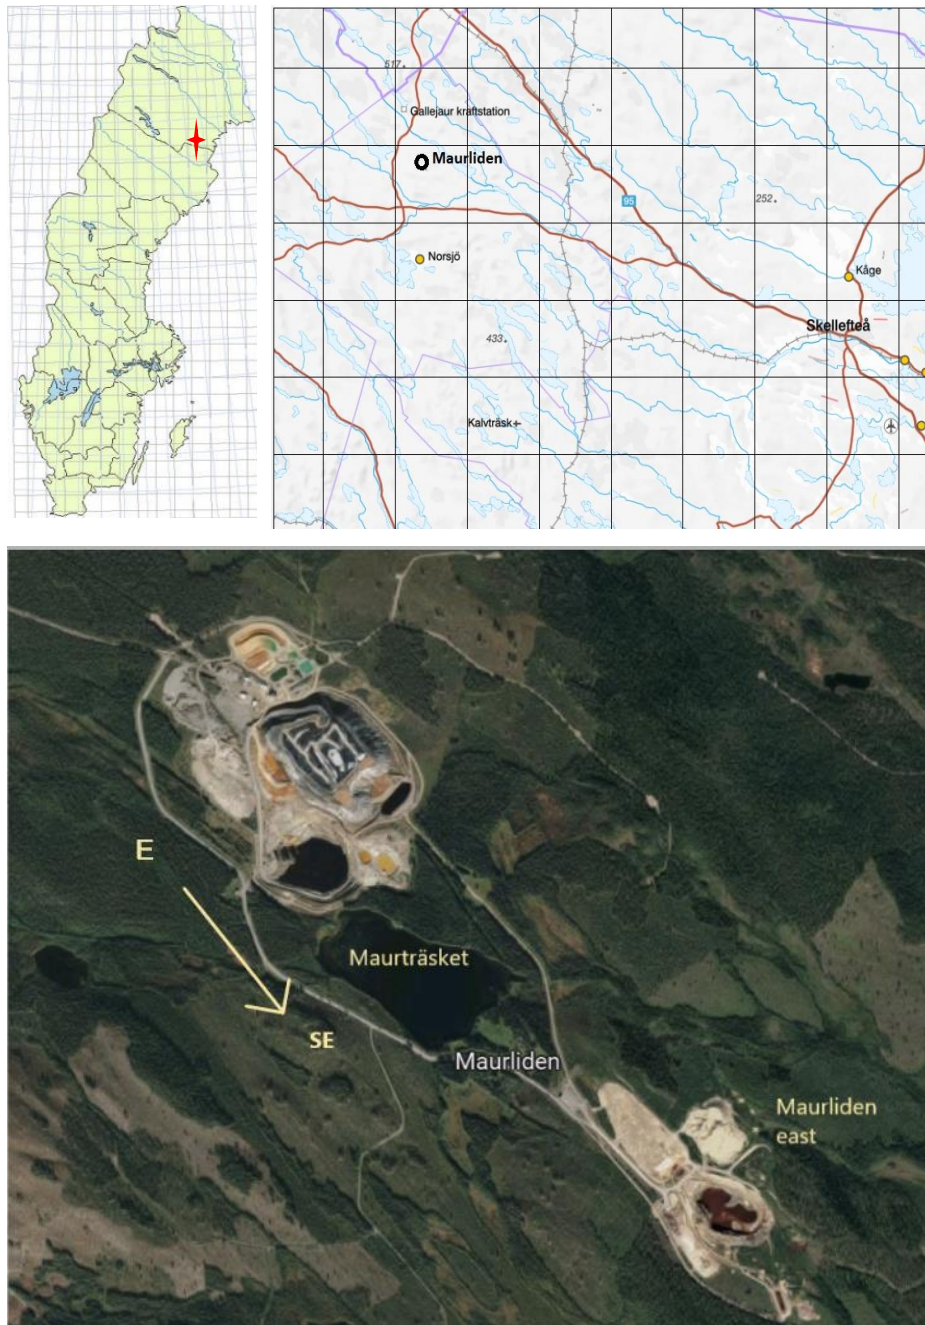 517.
Gallejaur kraftstation
Maurliden
95
252.
Norsjö
Kåge
Skellefteå
433.
Kalvträsk
E
Maurträsket
SE
Maurliden
Maurliden
east